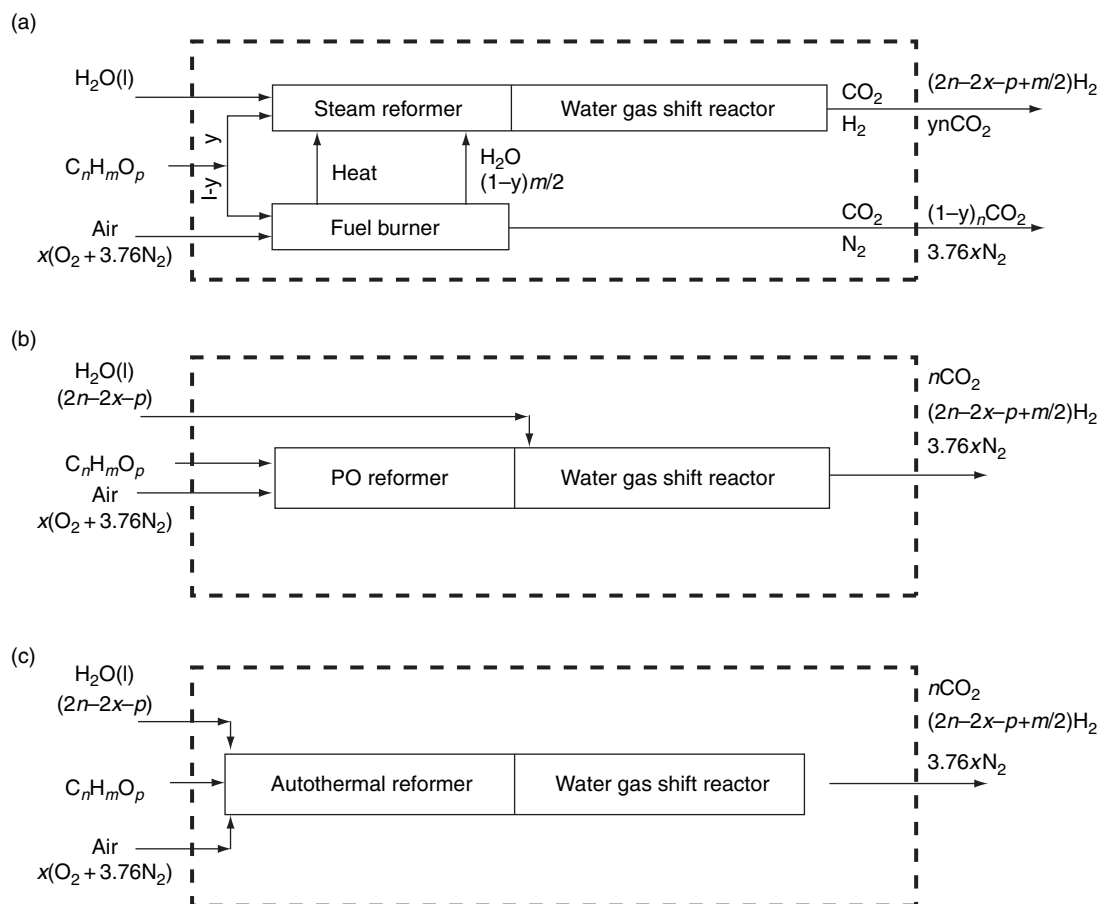 (a)
H₂O(l)
CₙHₘOₚ
Air
x(O₂ + 3.76N₂)
y
l-y
Steam reformer
Water gas shift reactor
Heat
H₂O
(1–y)m/2
Fuel burner
CO₂
H₂
(2n–2x–p+m/2)H₂
ynCO₂
CO₂
N₂
(1–y)ₙCO₂
3.76xN₂
(b)
H₂O(l)
(2n–2x–p)
CₙHₘOₚ
Air
x(O₂ + 3.76N₂)
PO reformer
Water gas shift reactor
nCO₂
(2n–2x–p+m/2)H₂
3.76xN₂
(c)
H₂O(l)
(2n–2x–p)
CₙHₘOₚ
Air
x(O₂ + 3.76N₂)
Autothermal reformer
Water gas shift reactor
nCO₂
(2n–2x–p+m/2)H₂
3.76xN₂